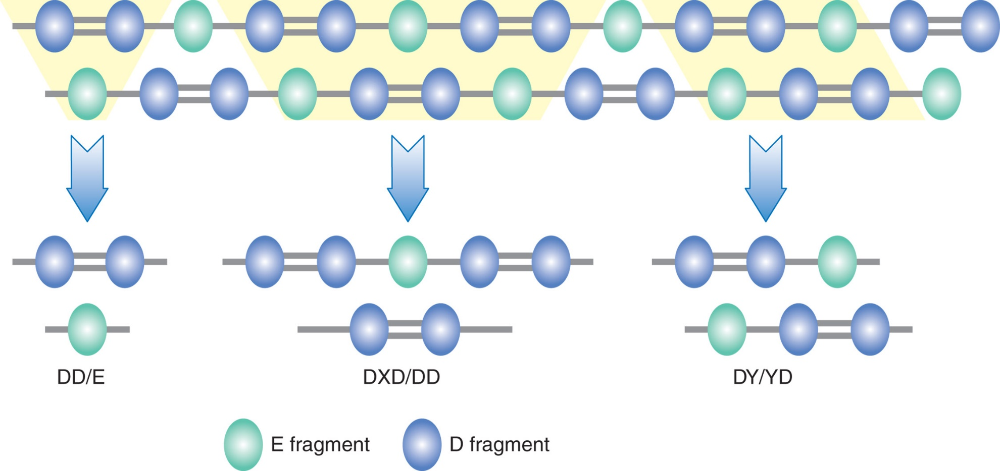 DD/E
DXD/DD
DY/YD
E fragment
D fragment